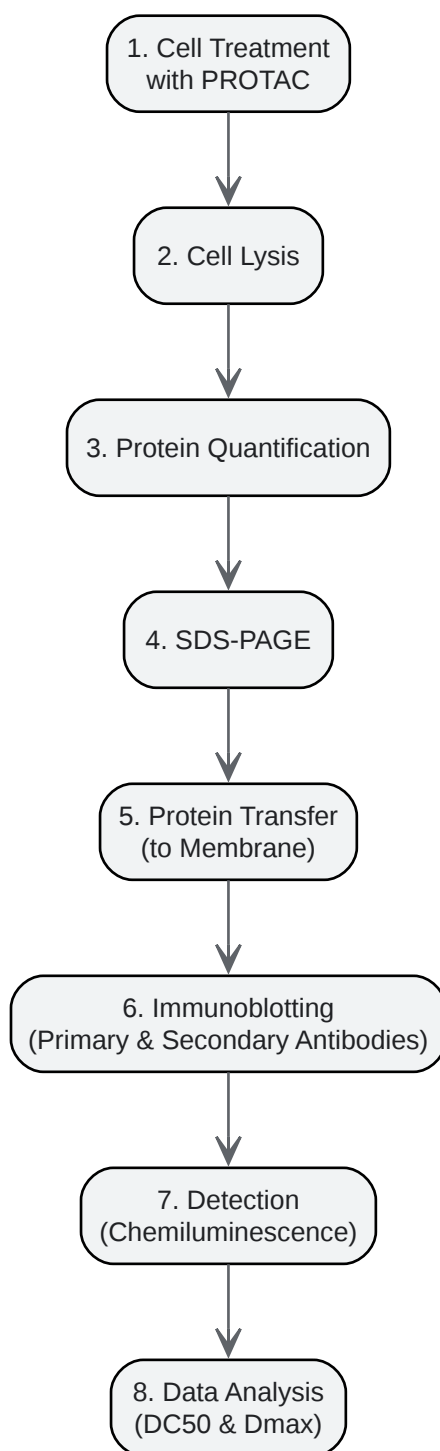 1. Cell Treatment
with PROTAC
2. Cell Lysis
3. Protein Quantification
4. SDS-PAGE
5. Protein Transfer
(to Membrane)
6. Immunoblotting
(Primary & Secondary Antibodies)
7. Detection
(Chemiluminescence)
8. Data Analysis
(DC50 & Dmax)